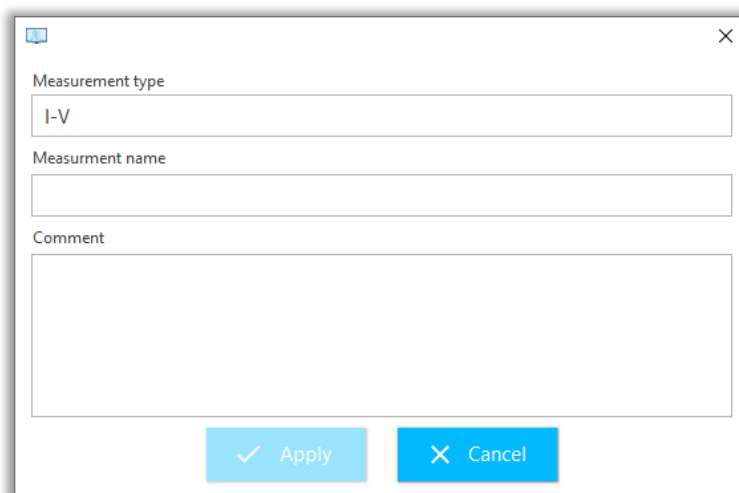 Measurement type
I-V
Measurment name
Comment
Apply
Cancel